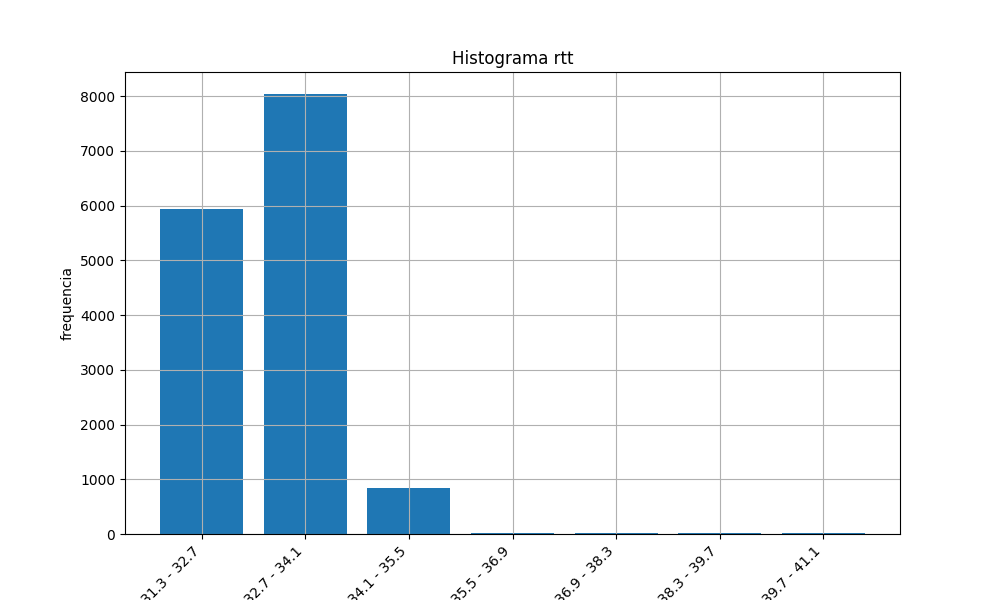 Histograma rtt
frequencia
8000
7000
6000
5000
4000
3000
2000
1000
0
31.3 - 32.7
32.7 - 34.1
34.1 - 35.5
35.5 - 36.9
36.9 - 38.3
38.3 - 39.7
39.7 - 41.1